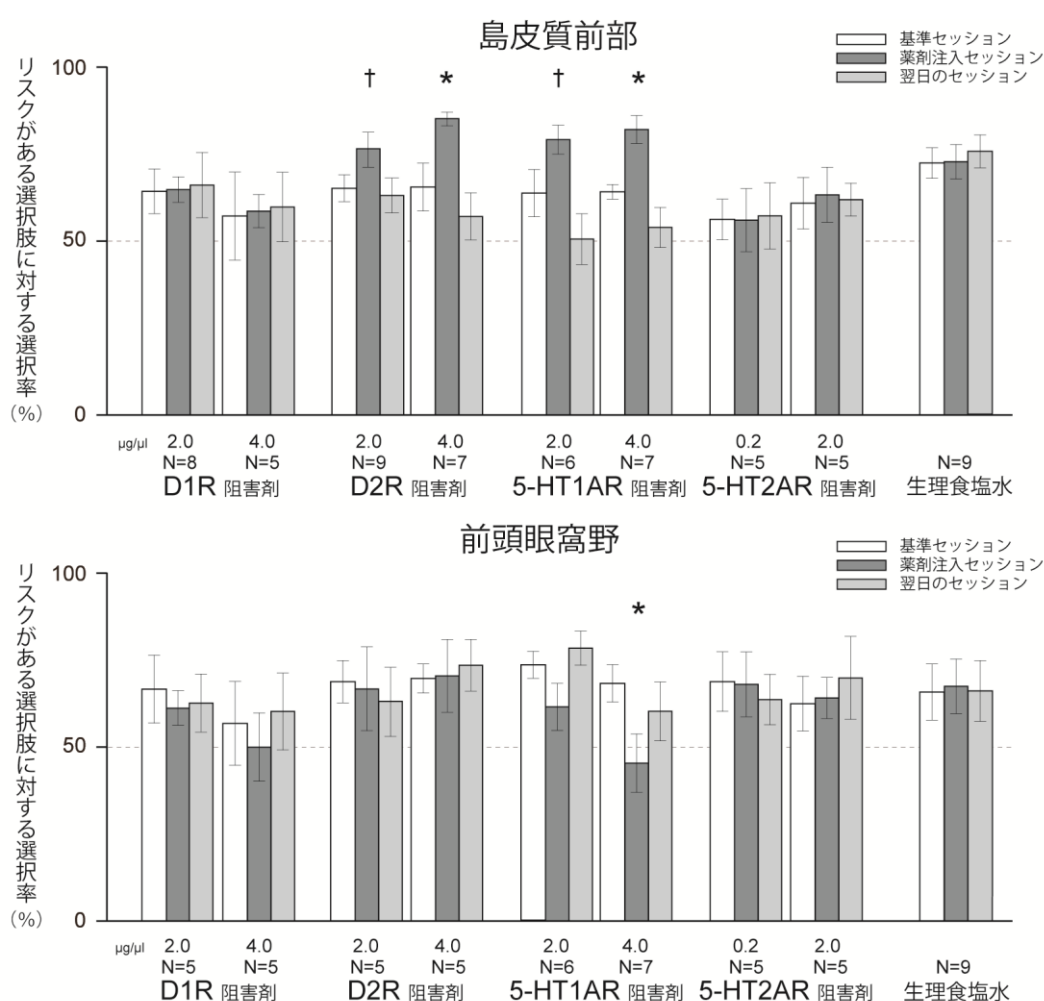 島皮質前部
基準セッション
薬剤注入セッション
翌日のセッション
リスクがある選択肢に対する選択率
(%)
100
50
0
† * † *
µg/µl 2.0 4.0 2.0 4.0 2.0 4.0 0.2 2.0
N=8 N=5 N=9 N=7 N=6 N=7 N=5 N=5 N=9
D1R 阻害剤 D2R 阻害剤 5-HT1AR 阻害剤 5-HT2AR 阻害剤 生理食塩水
前頭眼窩野
基準セッション
薬剤注入セッション
翌日のセッション
リスクがある選択肢に対する選択率
(%)
100
50
0
*
µg/µl 2.0 4.0 2.0 4.0 2.0 4.0 0.2 2.0
N=5 N=5 N=5 N=5 N=6 N=7 N=5 N=5 N=9
D1R 阻害剤 D2R 阻害剤 5-HT1AR 阻害剤 5-HT2AR 阻害剤 生理食塩水